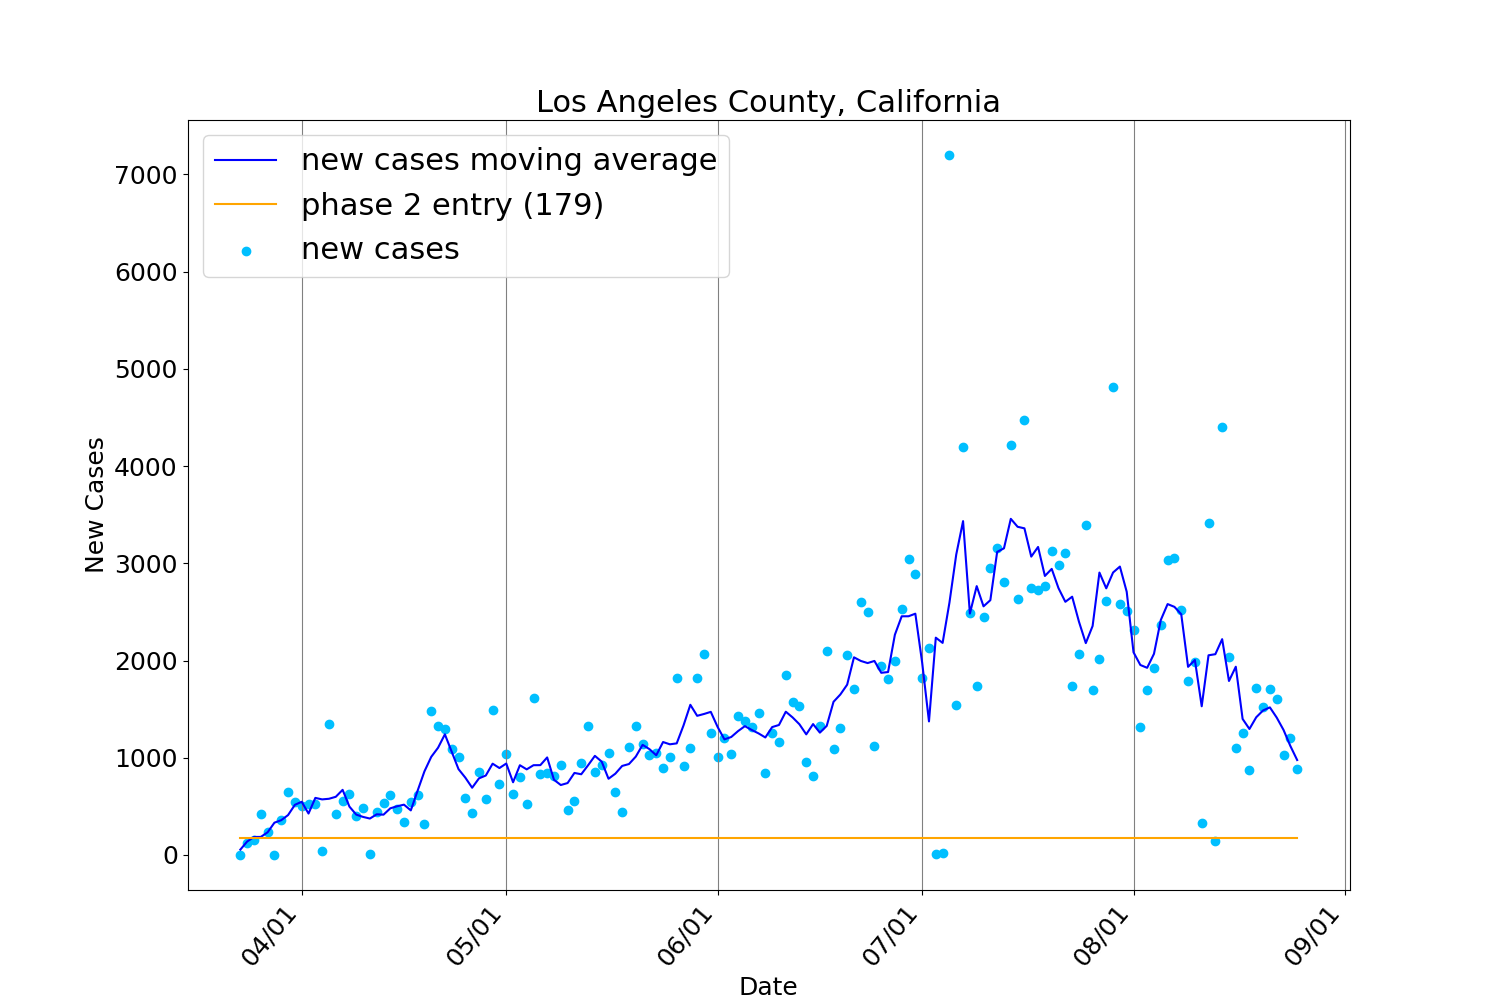 Los Angeles County, California
new cases moving average
phase 2 entry (179)
new cases
7000
6000
5000
4000
3000
2000
1000
0
New Cases
04/01
05/01
06/01
07/01
08/01
09/01
Date